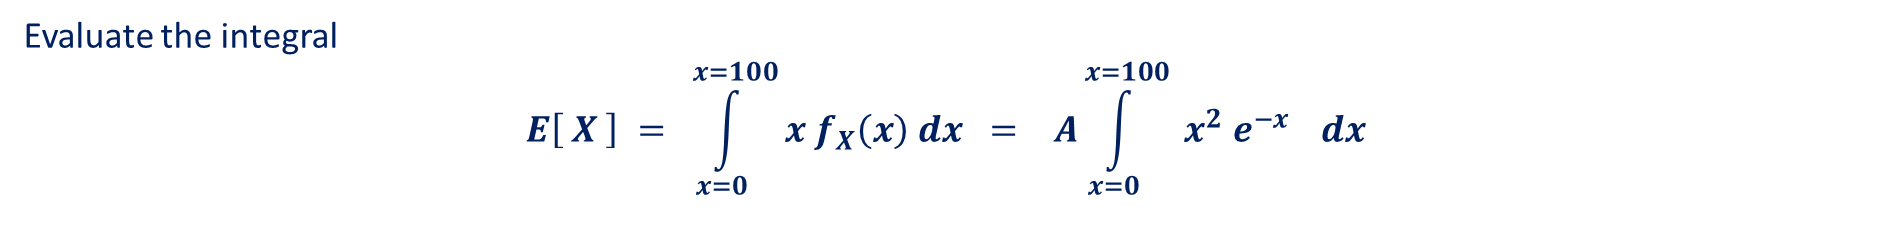 Evaluate the integral
x=100 x=100
E[ X ] = ∫ x f_X(x) dx = A ∫ x² e⁻ˣ dx
x=0 x=0